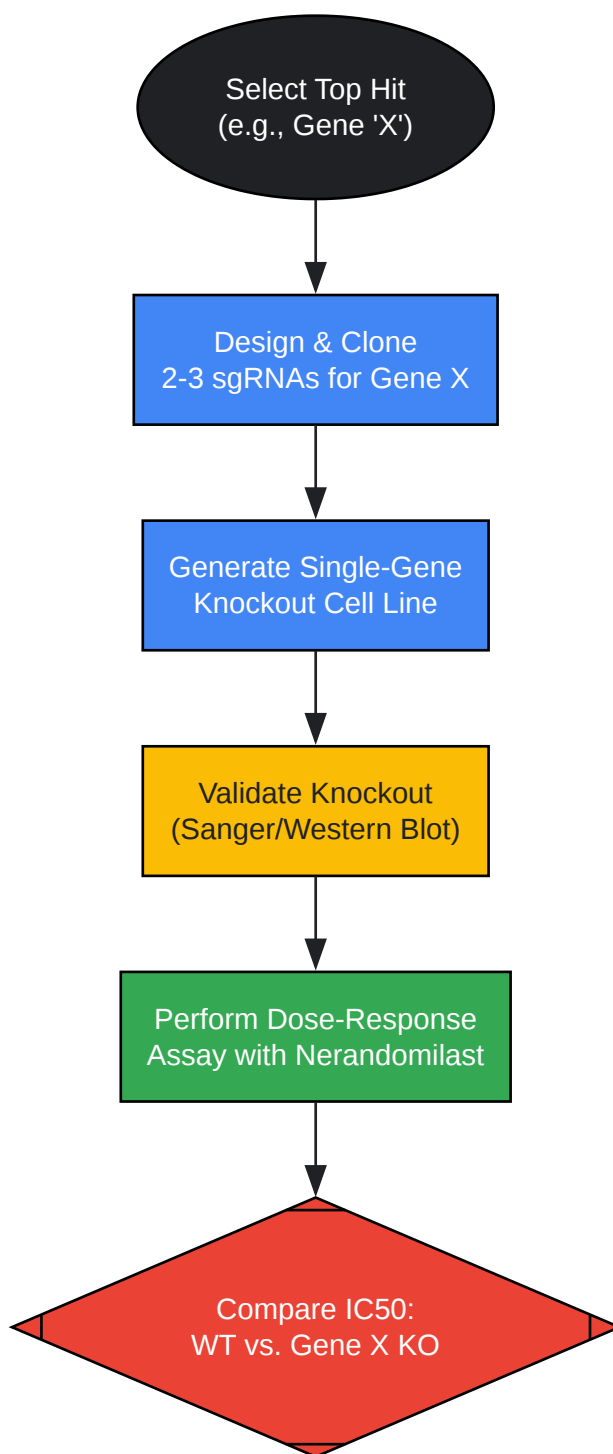 Select Top Hit
(e.g., Gene 'X')
Design & Clone
2-3 sgRNAs for Gene X
Generate Single-Gene
Knockout Cell Line
Validate Knockout
(Sanger/Western Blot)
Perform Dose-Response
Assay with Nerandomilast
Compare IC50:
WT vs. Gene X KO